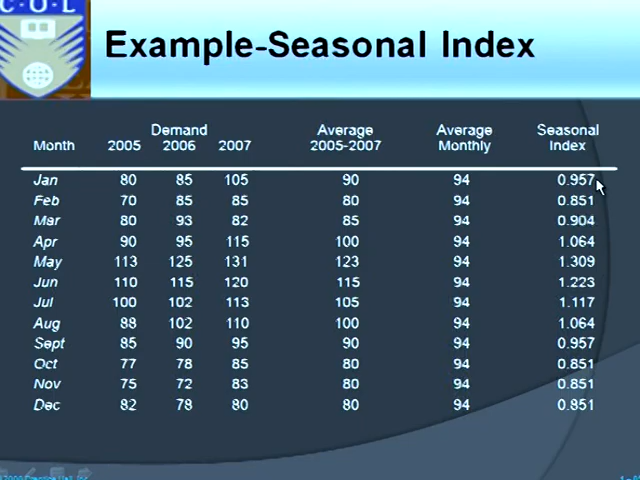 C·O·L
Example-Seasonal Index
Demand Average Average Seasonal
Month 2005 2006 2007 2005-2007 Monthly Index
Jan 80 85 105 90 94 0.957
Feb 70 85 85 80 94 0.851
Mar 80 93 82 85 94 0.904
Apr 90 95 115 100 94 1.064
May 113 125 131 123 94 1.309
Jun 110 115 120 115 94 1.223
Jul 100 102 113 105 94 1.117
Aug 88 102 110 100 94 1.064
Sept 85 90 95 90 94 0.957
Oct 77 78 85 80 94 0.851
Nov 75 72 83 80 94 0.851
Dec 82 78 80 80 94 0.851